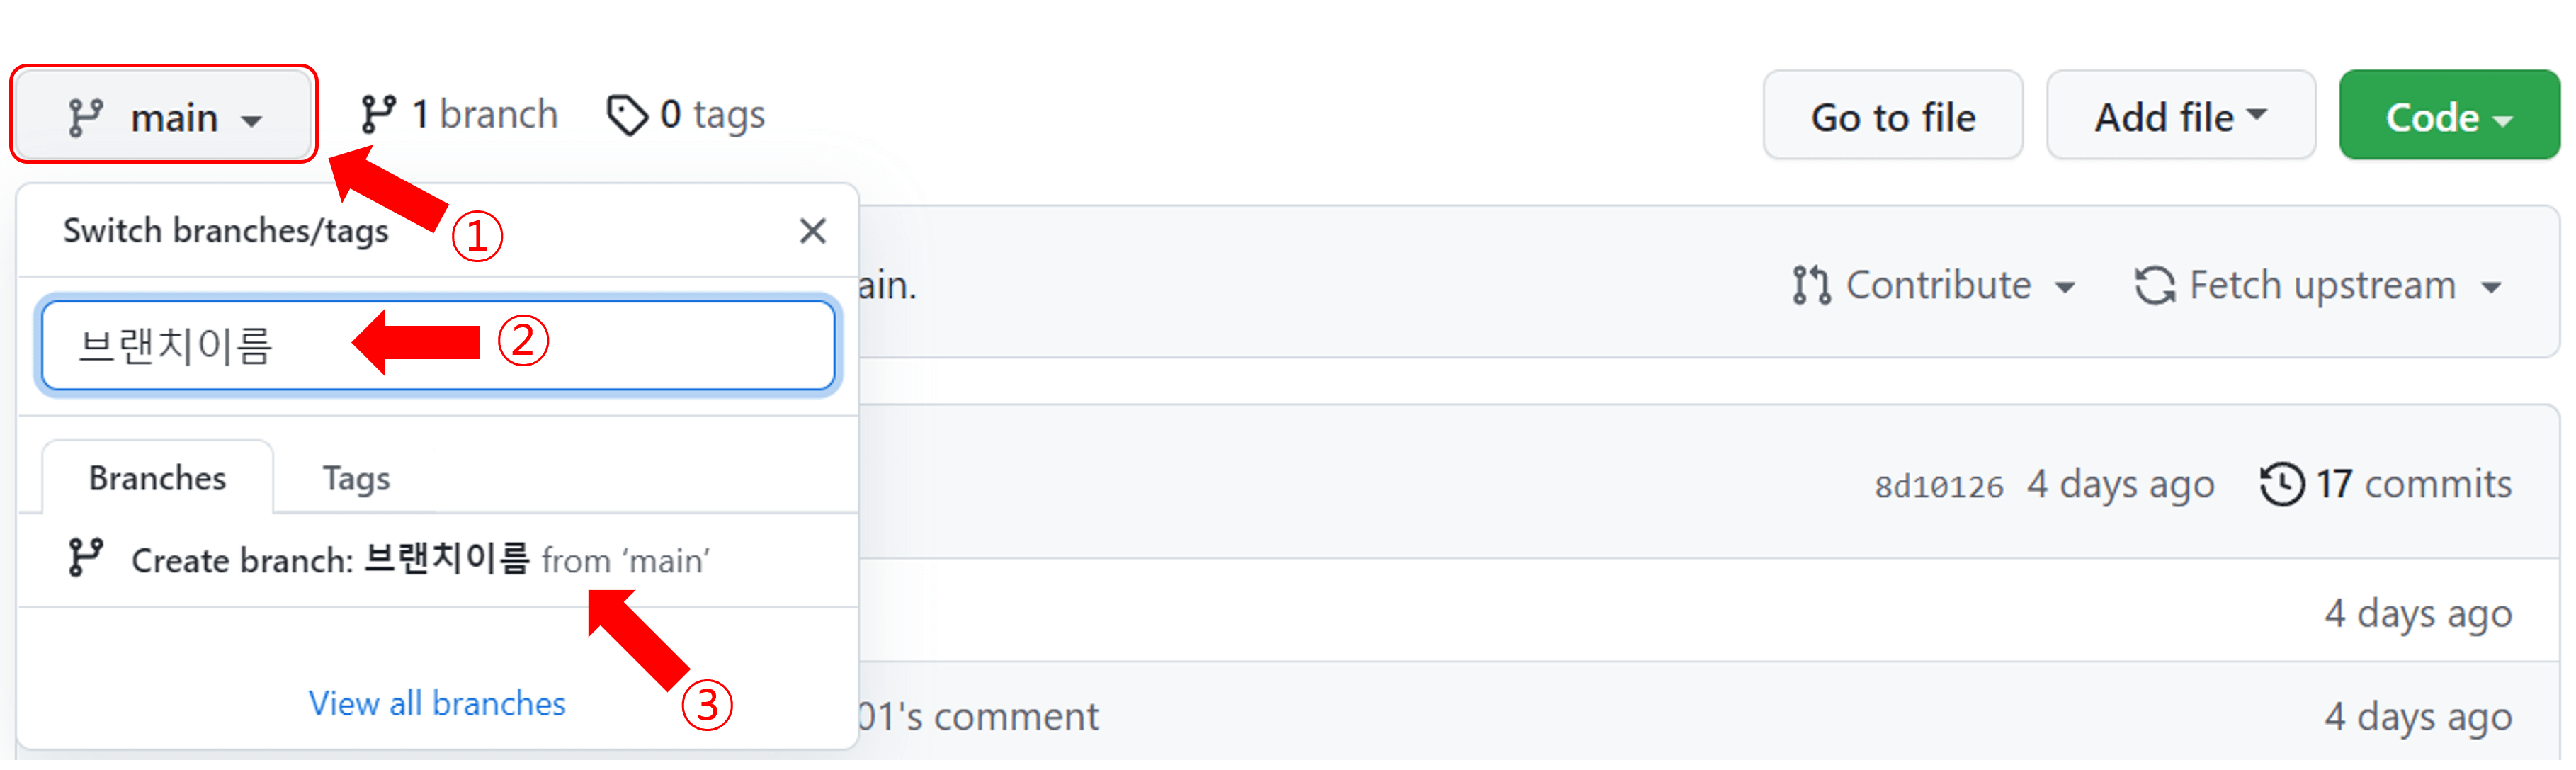 main
1 branch
0 tags
Go to file
Add file
Code
①
Switch branches/tags
ain.
Contribute
Fetch upstream
브랜치이름
②
Branches
Tags
8d10126 4 days ago
17 commits
Create branch: 브랜치이름 from ‘main’
4 days ago
③
View all branches
01's comment
4 days ago